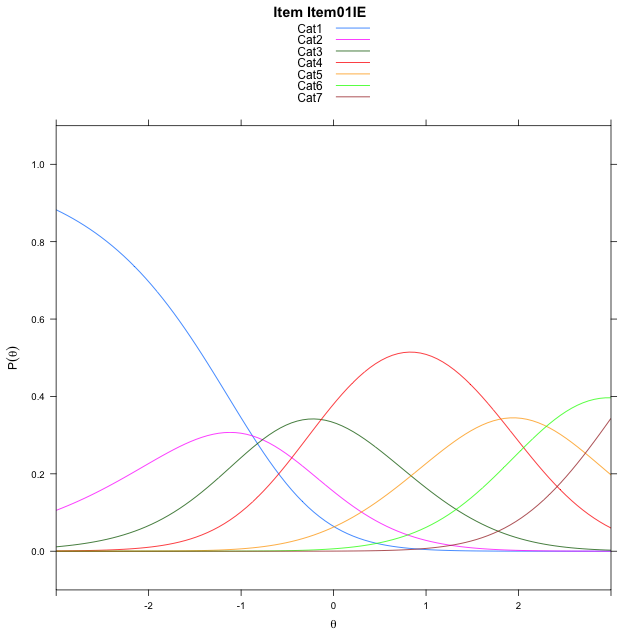 Item Item01IE
Cat1
Cat2
Cat3
Cat4
Cat5
Cat6
Cat7
1.0
0.8
0.6
0.4
0.2
0.0
P(θ)
-2 -1 0 1 2
θ